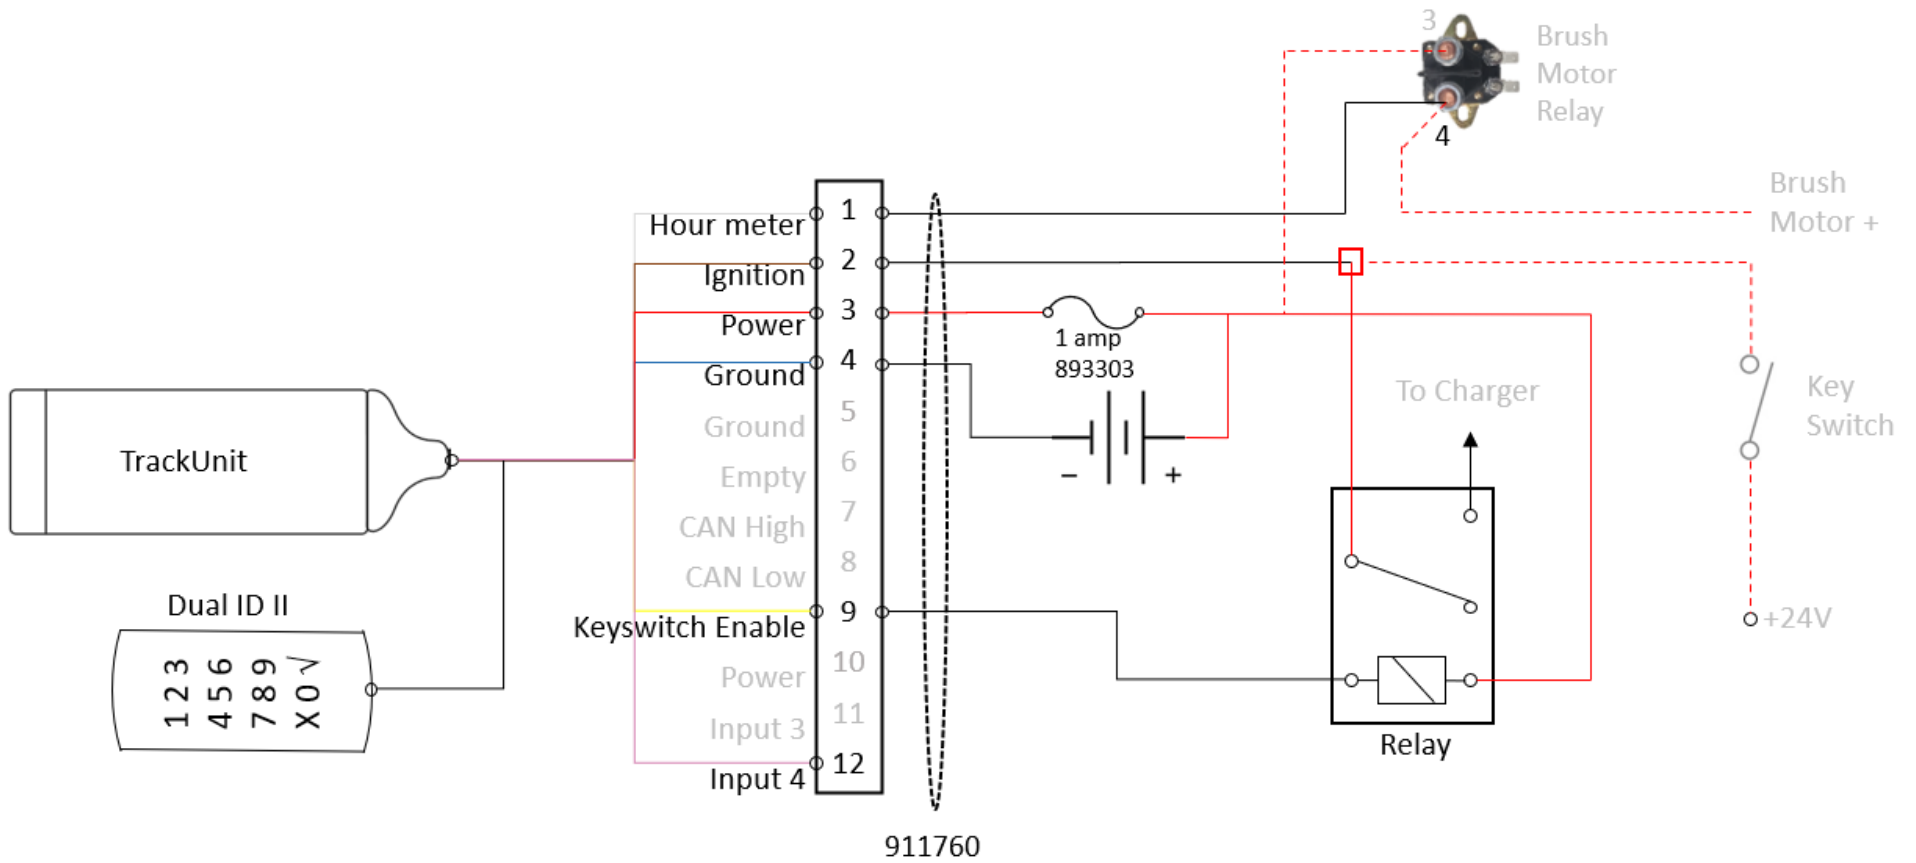 3
Brush
Motor
Relay
4
Brush
Motor +
Hour meter
1
Ignition
2
Power
3
1 amp
893303
Ground
4
Ground
5
Empty
6
CAN High
7
CAN Low
8
Keyswitch Enable
9
Power
10
Input 3
11
Input 4
12
911760
TrackUnit
Dual ID II
1 2 3
4 5 6
7 8 9
X 0 √
− +
To Charger
Key
Switch
+24V
Relay